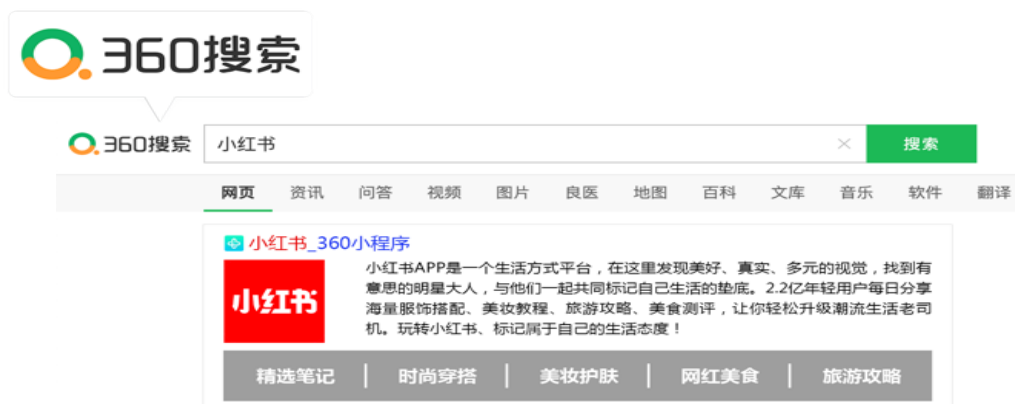 360搜索
360搜索
小红书
搜索
网页 资讯 问答 视频 图片 良医 地图 百科 文库 音乐 软件 翻译
小红书_360小程序
小红书
小红书APP是一个生活方式平台，在这里发现美好、真实、多元的视觉，找到有
意思的明星大人，与他们一起共同标记自己生活的垫底。2.2亿年轻用户每日分享
海量服饰搭配、美妆教程、旅游攻略、美食测评，让你轻松升级潮流生活老司
机。玩转小红书、标记属于自己的生活态度！
精选笔记 | 时尚穿搭 | 美妆护肤 | 网红美食 | 旅游攻略